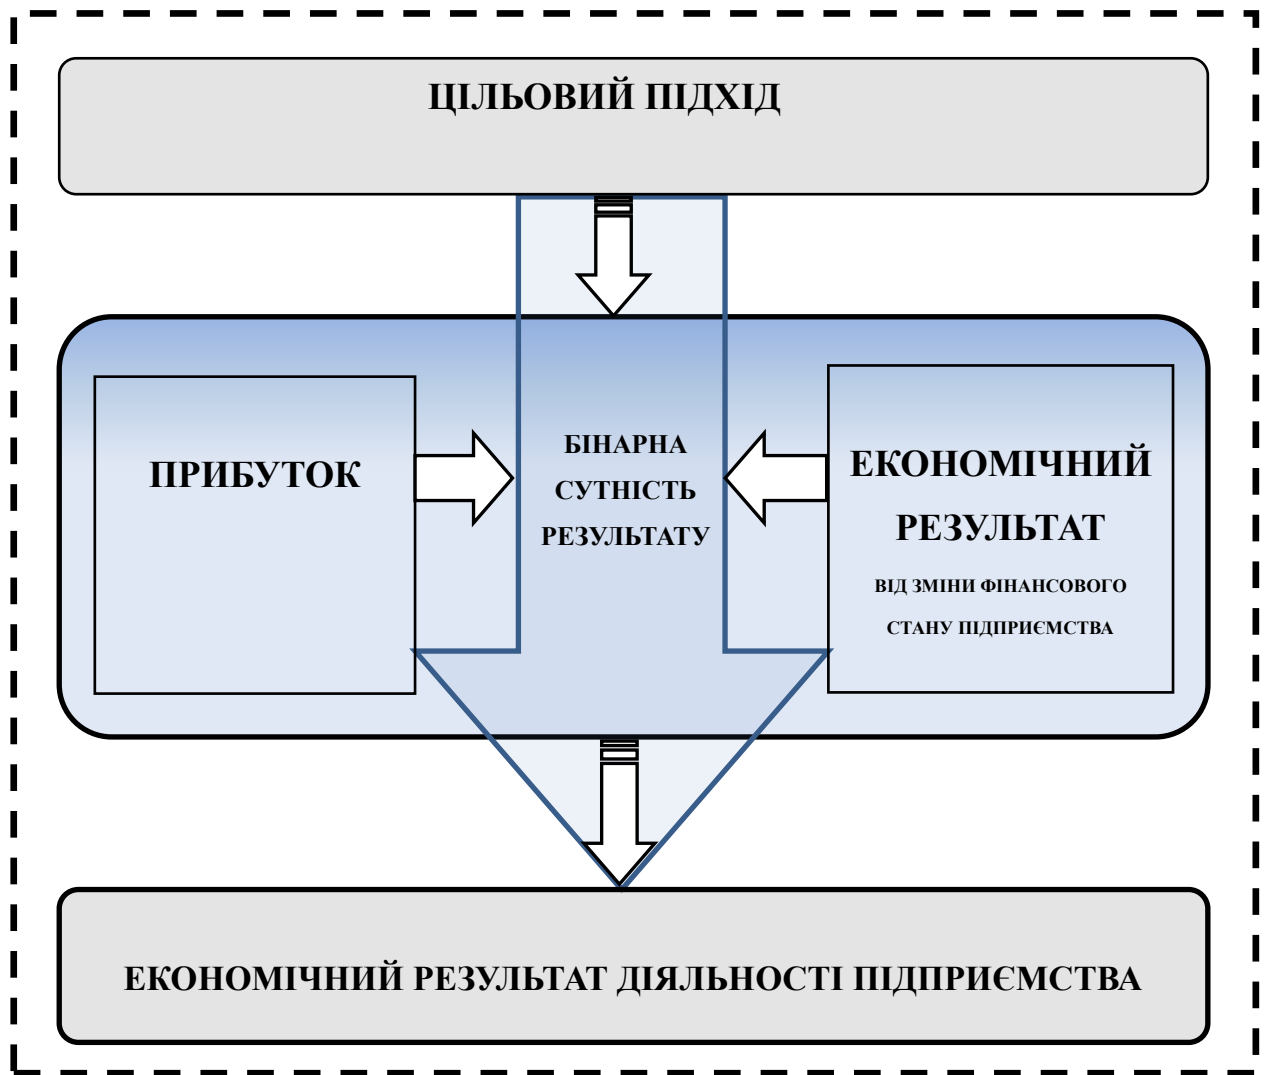 ЦІЛЬОВИЙ ПІДХІД
ПРИБУТОК
БІНАРНА
СУТНІСТЬ
РЕЗУЛЬТАТУ
ЕКОНОМІЧНИЙ
РЕЗУЛЬТАТ
ВІД ЗМІНИ ФІНАНСОВОГО
СТАНУ ПІДПРИЄМСТВА
ЕКОНОМІЧНИЙ РЕЗУЛЬТАТ ДІЯЛЬНОСТІ ПІДПРИЄМСТВА